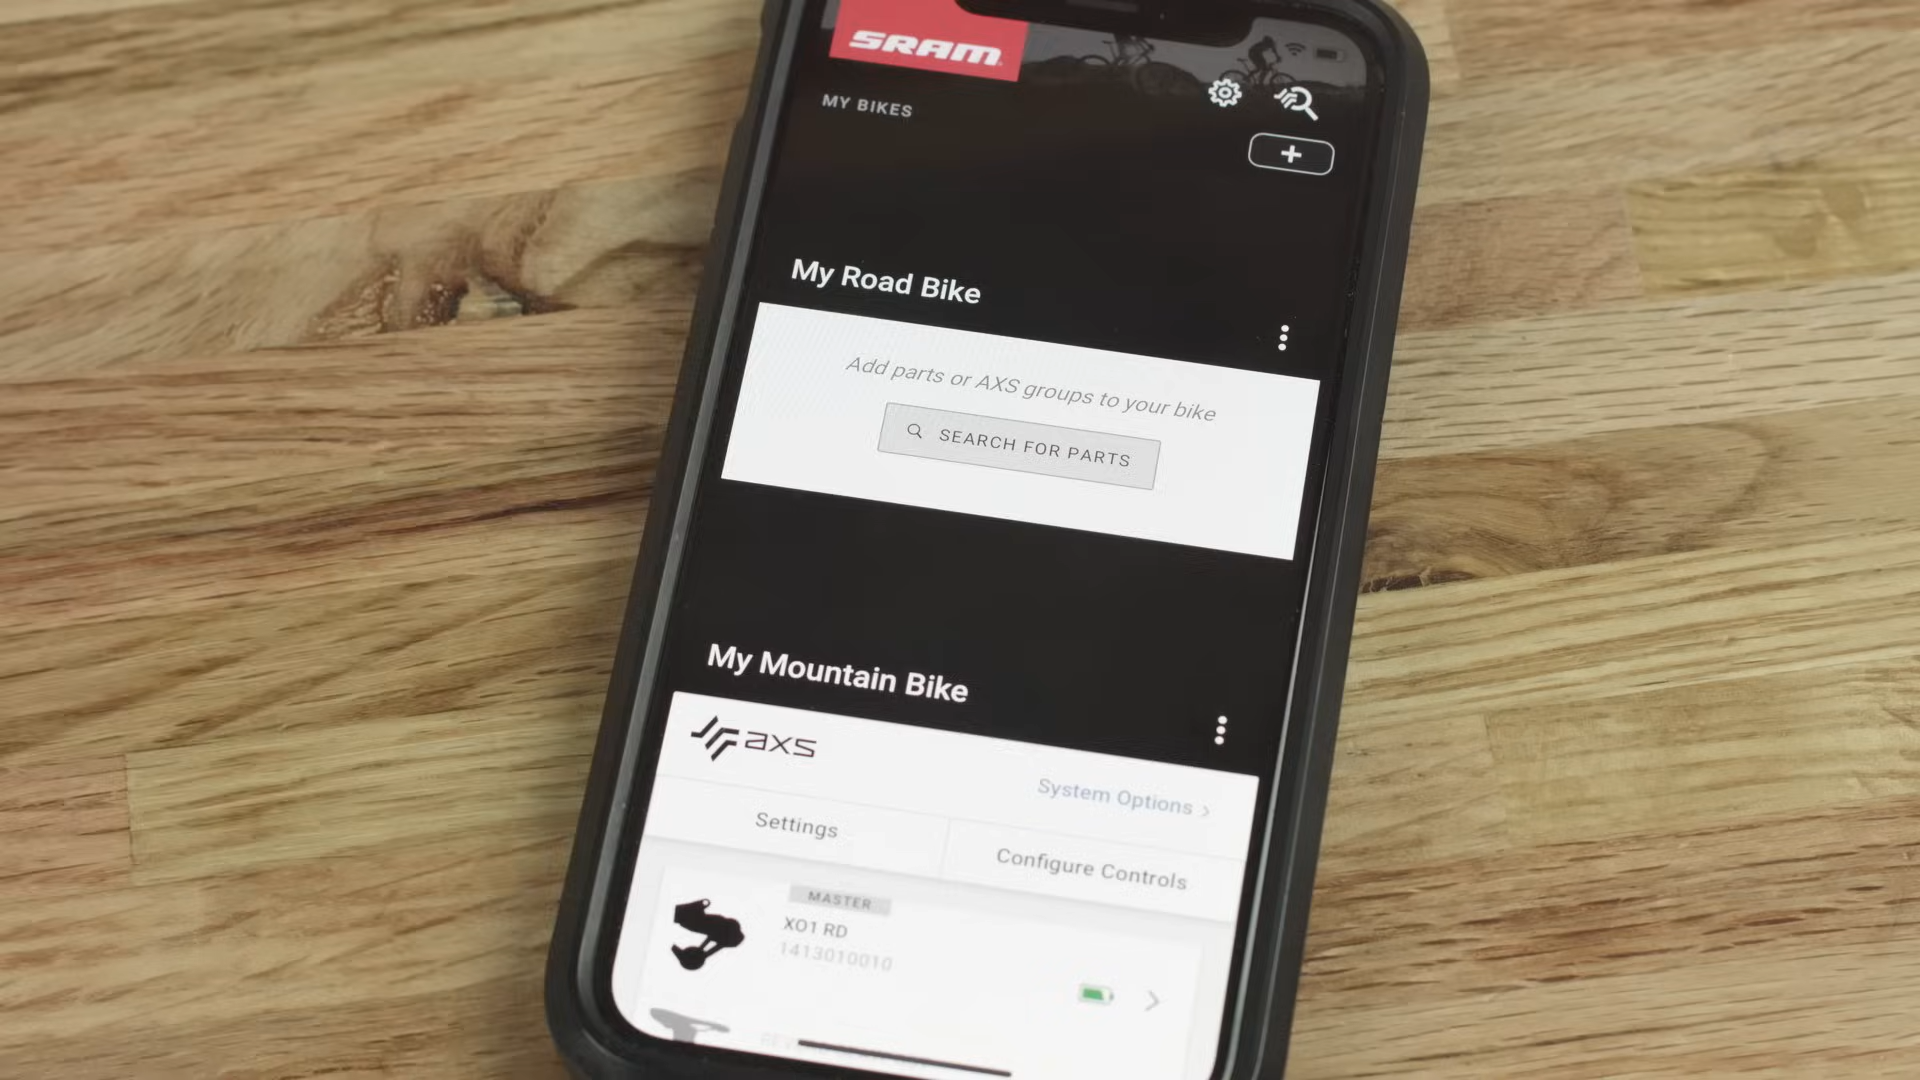 SRAM
MY BIKES
+
My Road Bike
Add parts or AXS groups to your bike
SEARCH FOR PARTS
My Mountain Bike
axs
System Options
Settings
Configure Controls
MASTER
XO1 RD
1413010010